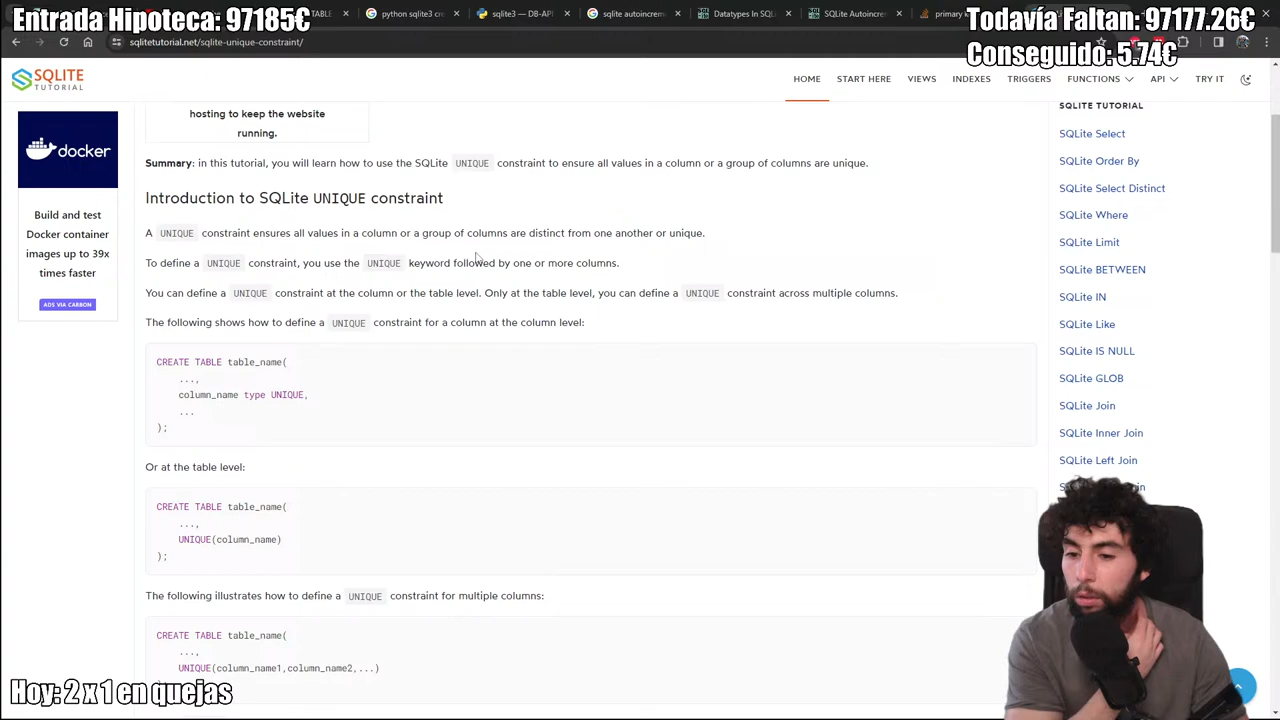 Entrada Hipoteca: 97185€
Todavía Faltan: 97177.26€
Conseguido: 5.74€
python sqlite3 c
sqlite3 — DB-AP
sqlite autoincrem
primary
sqlitetutorial.net/sqlite-unique-constraint/
SQLITE
TUTORIAL
HOME
START HERE
VIEWS
INDEXES
TRIGGERS
FUNCTIONS
API
TRY IT
docker
Build and test
Docker container
images up to 39x
times faster
ADS VIA CARBON
hosting to keep the website
running.
Summary: in this tutorial, you will learn how to use the SQLite UNIQUE constraint to ensure all values in a column or a group of columns are unique.
Introduction to SQLite UNIQUE constraint
A UNIQUE constraint ensures all values in a column or a group of columns are distinct from one another or unique.
To define a UNIQUE constraint, you use the UNIQUE keyword followed by one or more columns.
You can define a UNIQUE constraint at the column or the table level. Only at the table level, you can define a UNIQUE constraint across multiple columns.
The following shows how to define a UNIQUE constraint for a column at the column level:
CREATE TABLE table_name(
...,
column_name type UNIQUE,
...
);
Or at the table level:
CREATE TABLE table_name(
...,
UNIQUE(column_name)
);
The following illustrates how to define a UNIQUE constraint for multiple columns:
CREATE TABLE table_name(
...,
UNIQUE(column_name1,column_name2,...)
SQLITE TUTORIAL
SQLite Select
SQLite Order By
SQLite Select Distinct
SQLite Where
SQLite Limit
SQLite BETWEEN
SQLite IN
SQLite Like
SQLite IS NULL
SQLite GLOB
SQLite Join
SQLite Inner Join
SQLite Left Join
Hoy: 2 x 1 en quejas